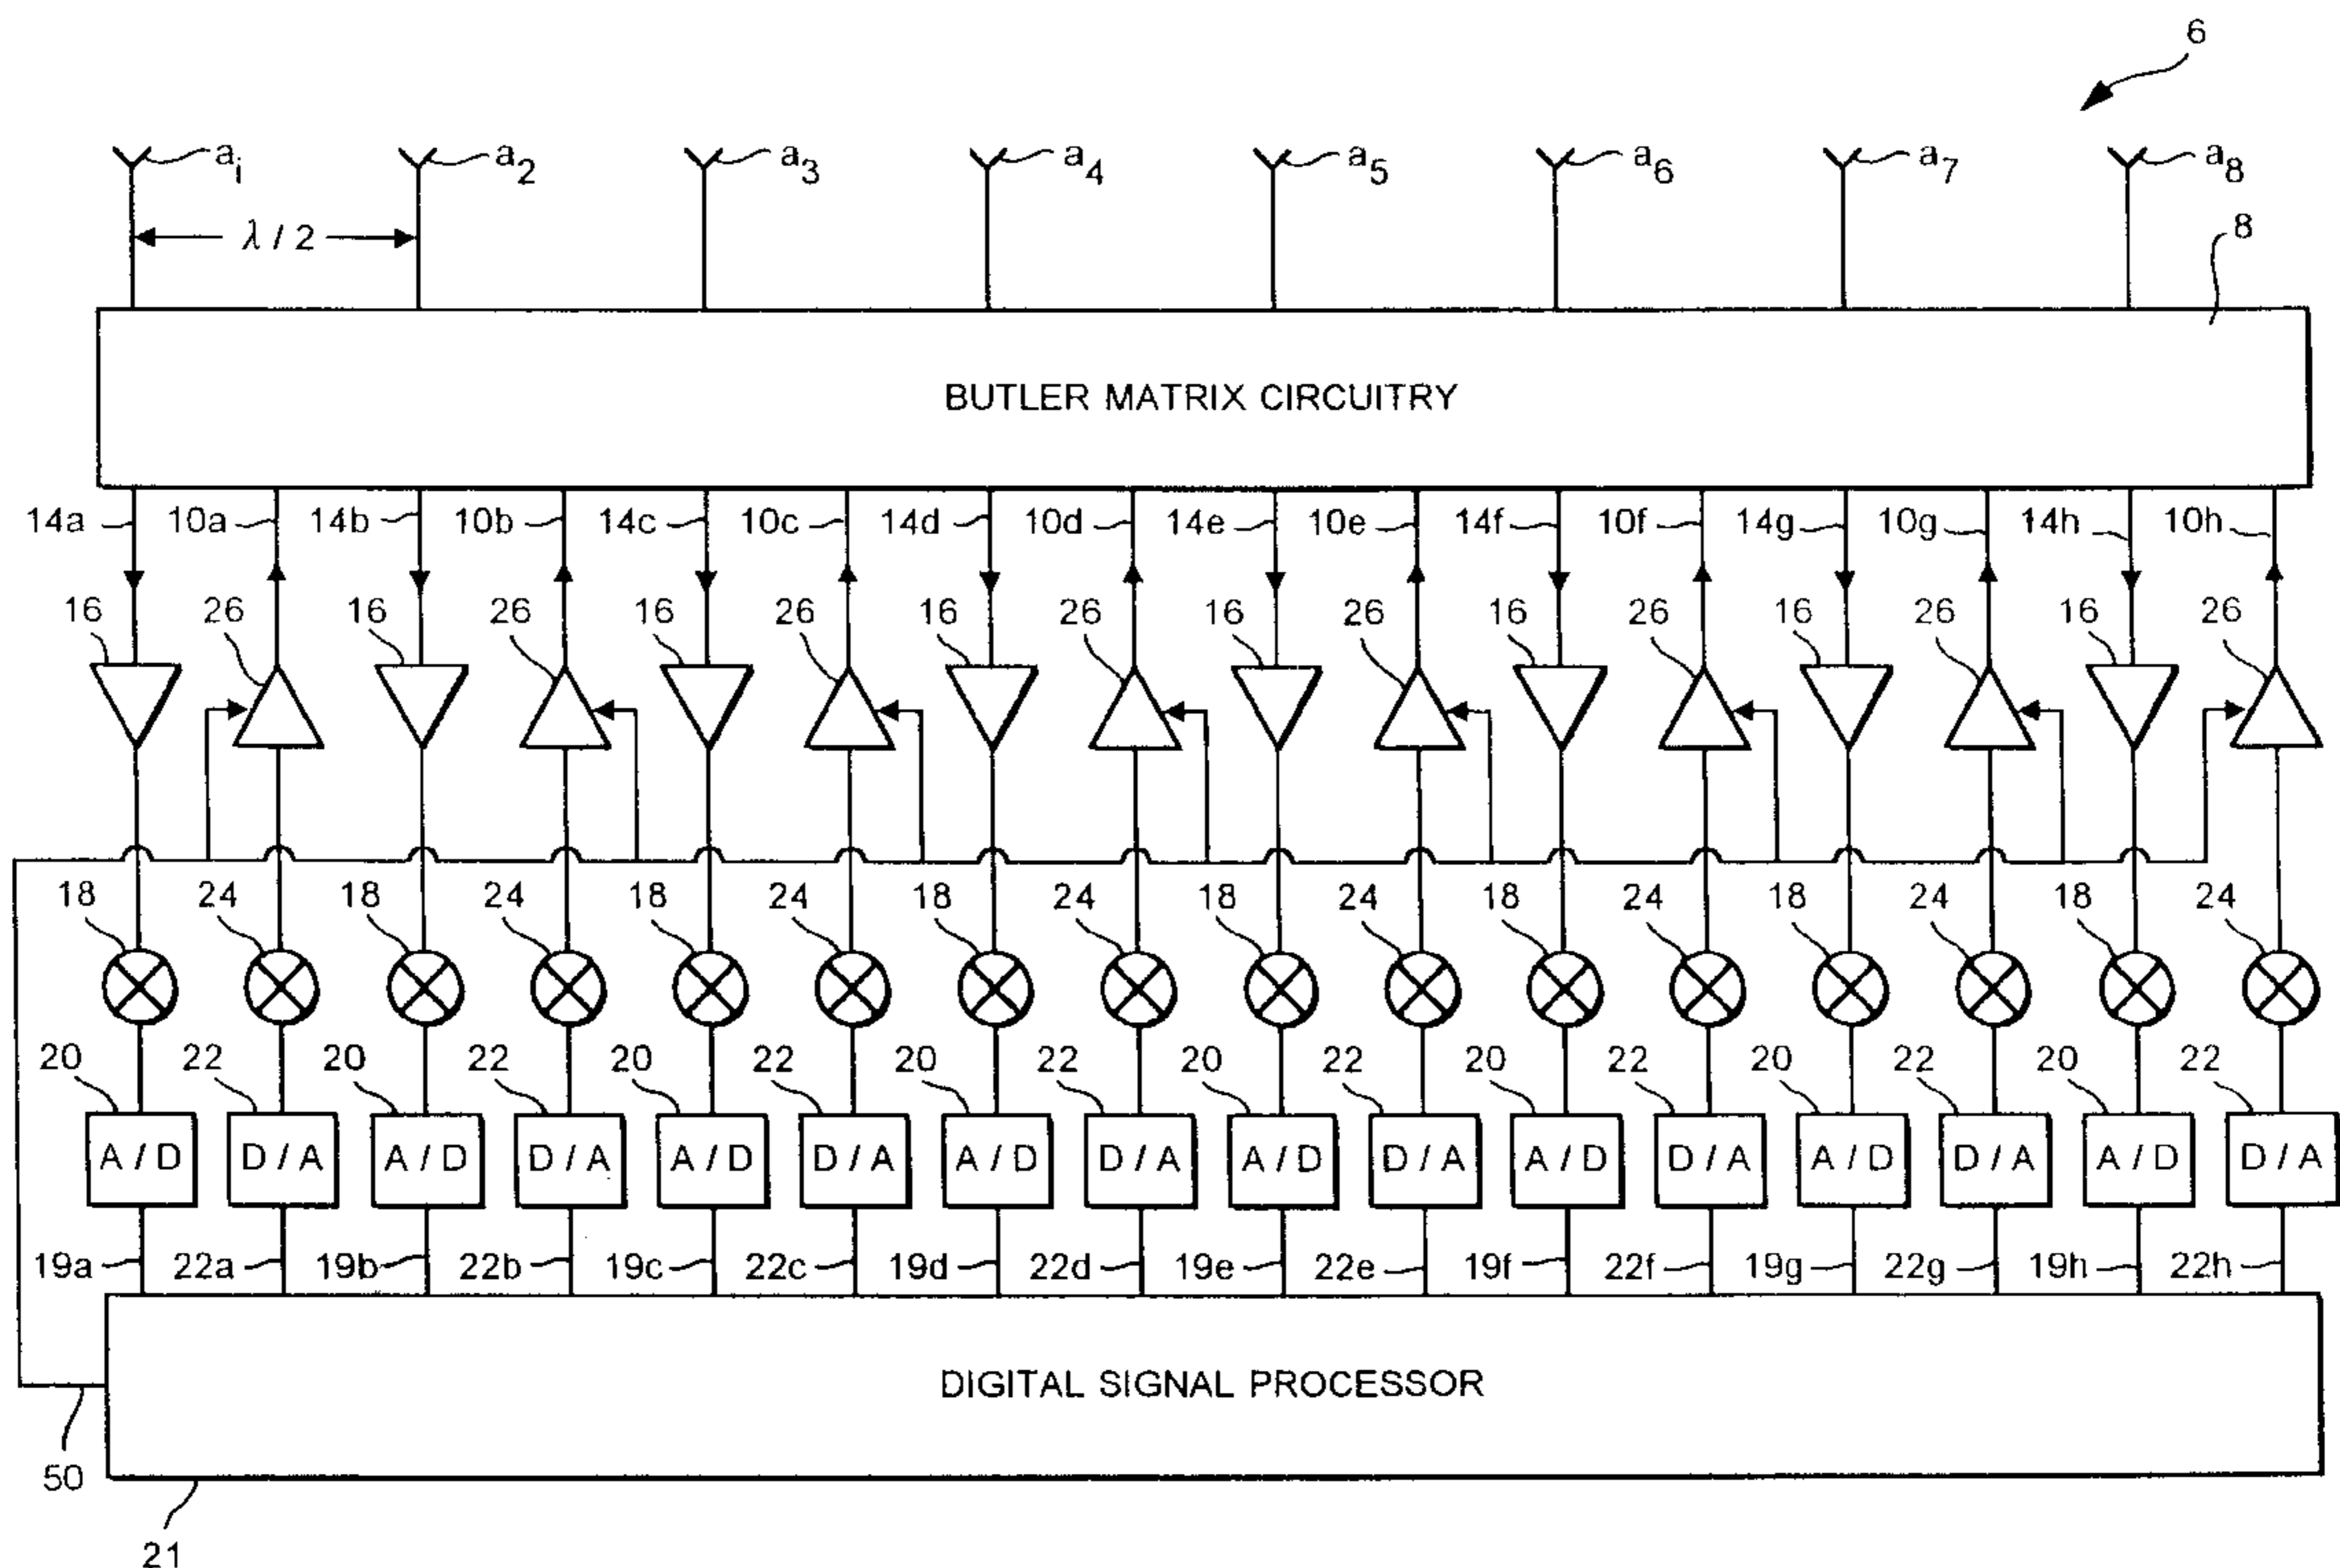 6
aᵢ a₂ a₃ a₄ a₅ a₆ a₇ a₈
λ / 2
8
BUTLER MATRIX CIRCUITRY
14a 10a 14b 10b 14c 10c 14d 10d 14e 10e 14f 10f 14g 10g 14h 10h
16 26 16 26 16 26 16 26 16 26 16 26 16 26 16 26
18 24 18 24 18 24 18 24 18 24 18 24 18 24 18 24
20 22 20 22 20 22 20 22 20 22 20 22 20 22 20 22
A / D D / A A / D D / A A / D D / A A / D D / A A / D D / A A / D D / A A / D D / A A / D D / A
19a 22a 19b 22b 19c 22c 19d 22d 19e 22e 19f 22f 19g 22g 19h 22h
DIGITAL SIGNAL PROCESSOR
50
21